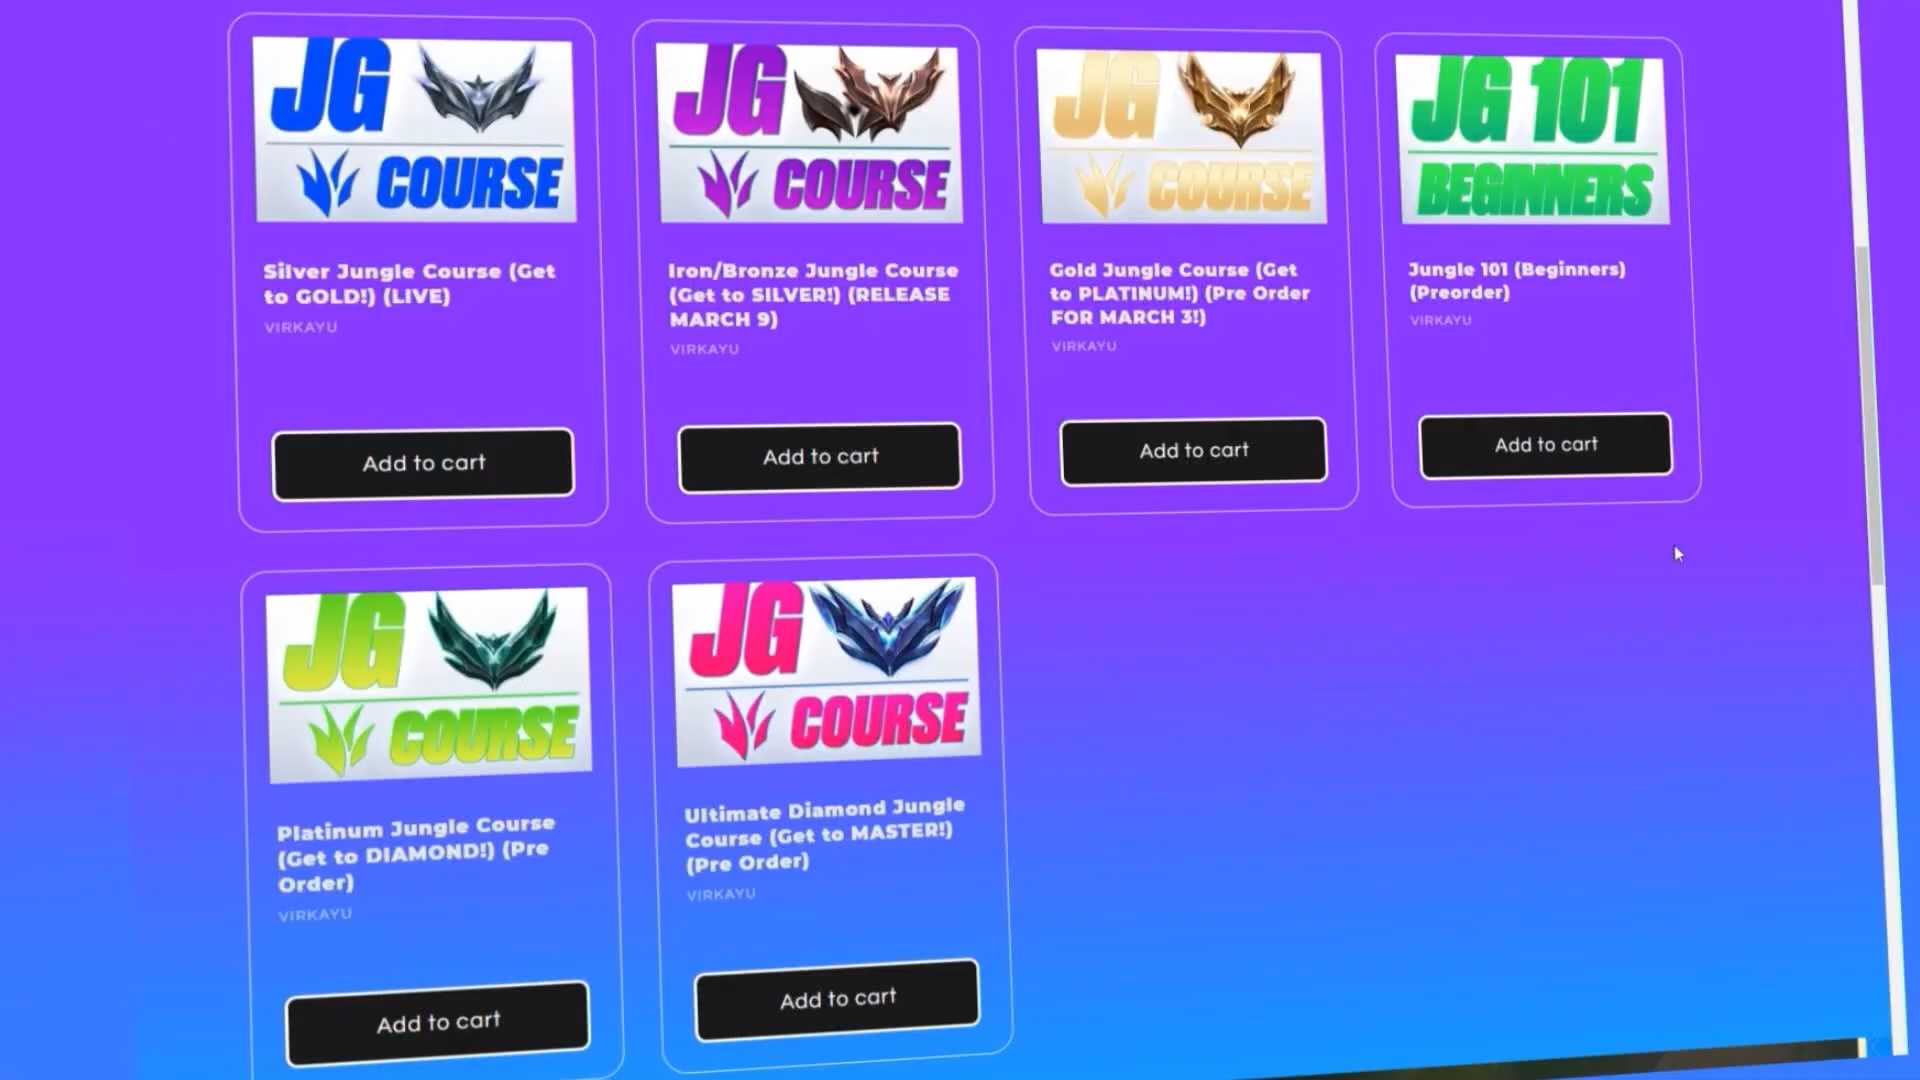 JG
COURSE
Silver Jungle Course (Get
to GOLD!) (LIVE)
VIRKAYU
Add to cart
JG
COURSE
Iron/Bronze Jungle Course
(Get to SILVER!) (RELEASE
MARCH 9)
VIRKAYU
Add to cart
JG
COURSE
Gold Jungle Course (Get
to PLATINUM!) (Pre Order
FOR MARCH 3!)
VIRKAYU
Add to cart
JG 101
BEGINNERS
Jungle 101 (Beginners)
(Preorder)
VIRKAYU
Add to cart
JG
COURSE
Platinum Jungle Course
(Get to DIAMOND!) (Pre
Order)
VIRKAYU
Add to cart
JG
COURSE
Ultimate Diamond Jungle
Course (Get to MASTER!)
(Pre Order)
VIRKAYU
Add to cart